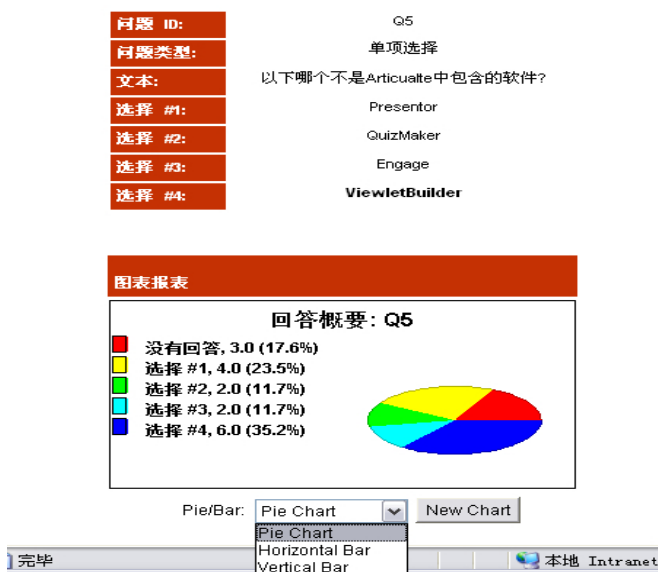 问题 ID: Q5
问题类型: 单项选择
文本: 以下哪个不是Articualte中包含的软件?
选择 #1: Presentor
选择 #2: QuizMaker
选择 #3: Engage
选择 #4: ViewletBuilder
图表报表
回答概要: Q5
没有回答, 3.0 (17.6%)
选择 #1, 4.0 (23.5%)
选择 #2, 2.0 (11.7%)
选择 #3, 2.0 (11.7%)
选择 #4, 6.0 (35.2%)
Pie/Bar: Pie Chart New Chart
Pie Chart
Horizontal Bar
Vertical Bar
完毕 本地 Intranet